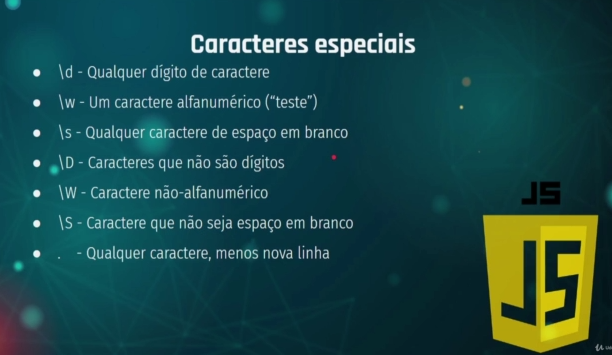 Caracteres especiais
● \d - Qualquer dígito de caractere
● \w - Um caractere alfanumérico (“teste”)
● \s - Qualquer caractere de espaço em branco
● \D - Caracteres que não são dígitos
● \W - Caractere não-alfanumérico
● \S - Caractere que não seja espaço em branco
● . - Qualquer caractere, menos nova linha
JS
JS